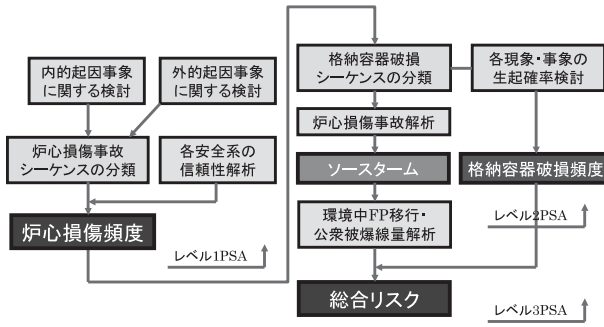 内的起因事象
に関する検討
外的起因事象
に関する検討
炉心損傷事故
シーケンスの分類
各安全系の
信頼性解析
炉心損傷頻度
レベル1PSA
格納容器破損
シーケンスの分類
各現象・事象の
生起確率検討
炉心損傷事故解析
ソースターム
格納容器破損頻度
環境中FP移行・
公衆被爆線量解析
レベル2PSA
総合リスク
レベル3PSA